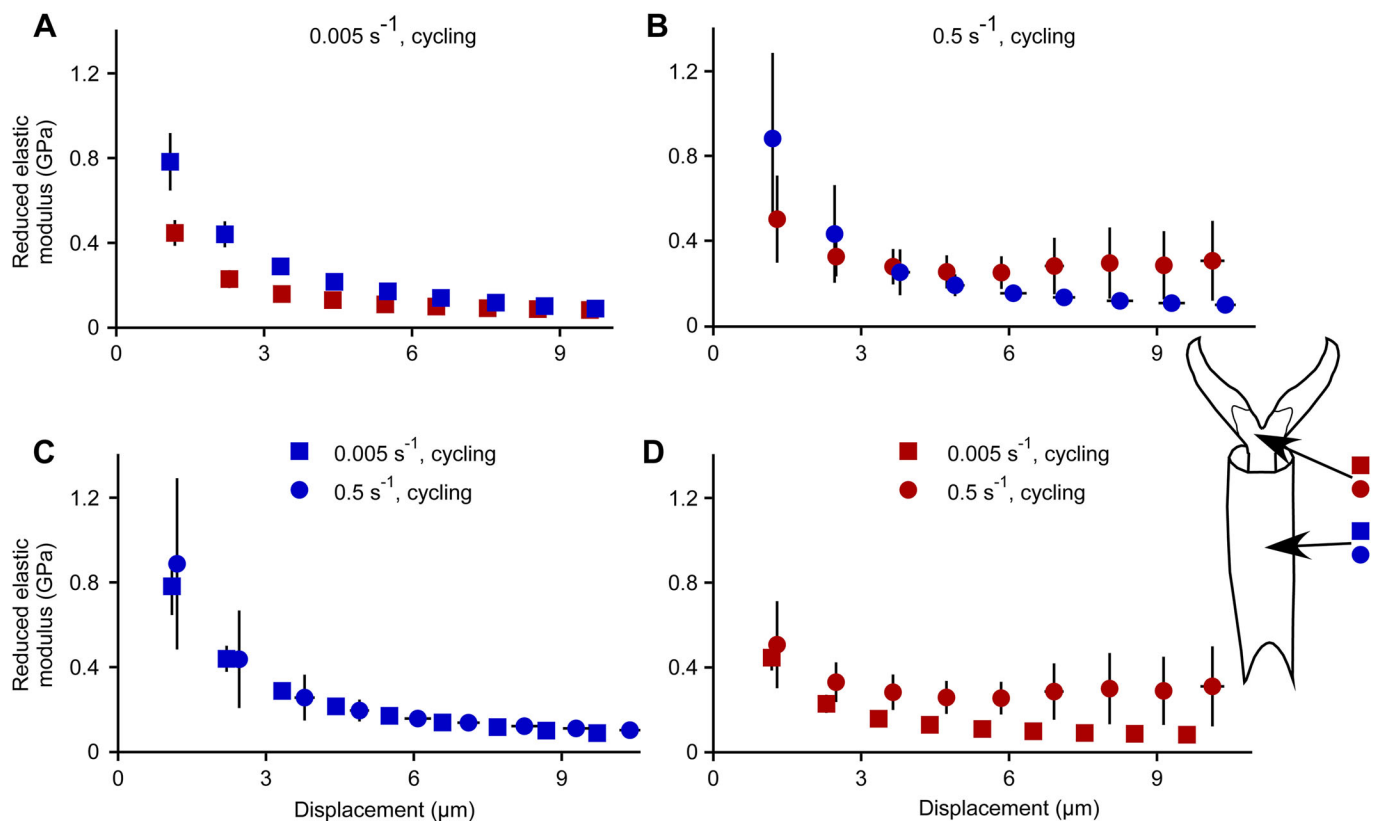 A
0.005 s⁻¹, cycling
Reduced elastic
modulus (GPa)
1.2
0.8
0.4
0
0
3
6
9
B
0.5 s⁻¹, cycling
1.2
0.8
0.4
0
0
3
6
9
C
0.005 s⁻¹, cycling
0.5 s⁻¹, cycling
Reduced elastic
modulus (GPa)
1.2
0.8
0.4
0
0
3
6
9
Displacement (µm)
D
0.005 s⁻¹, cycling
0.5 s⁻¹, cycling
1.2
0.8
0.4
0
0
3
6
9
Displacement (µm)